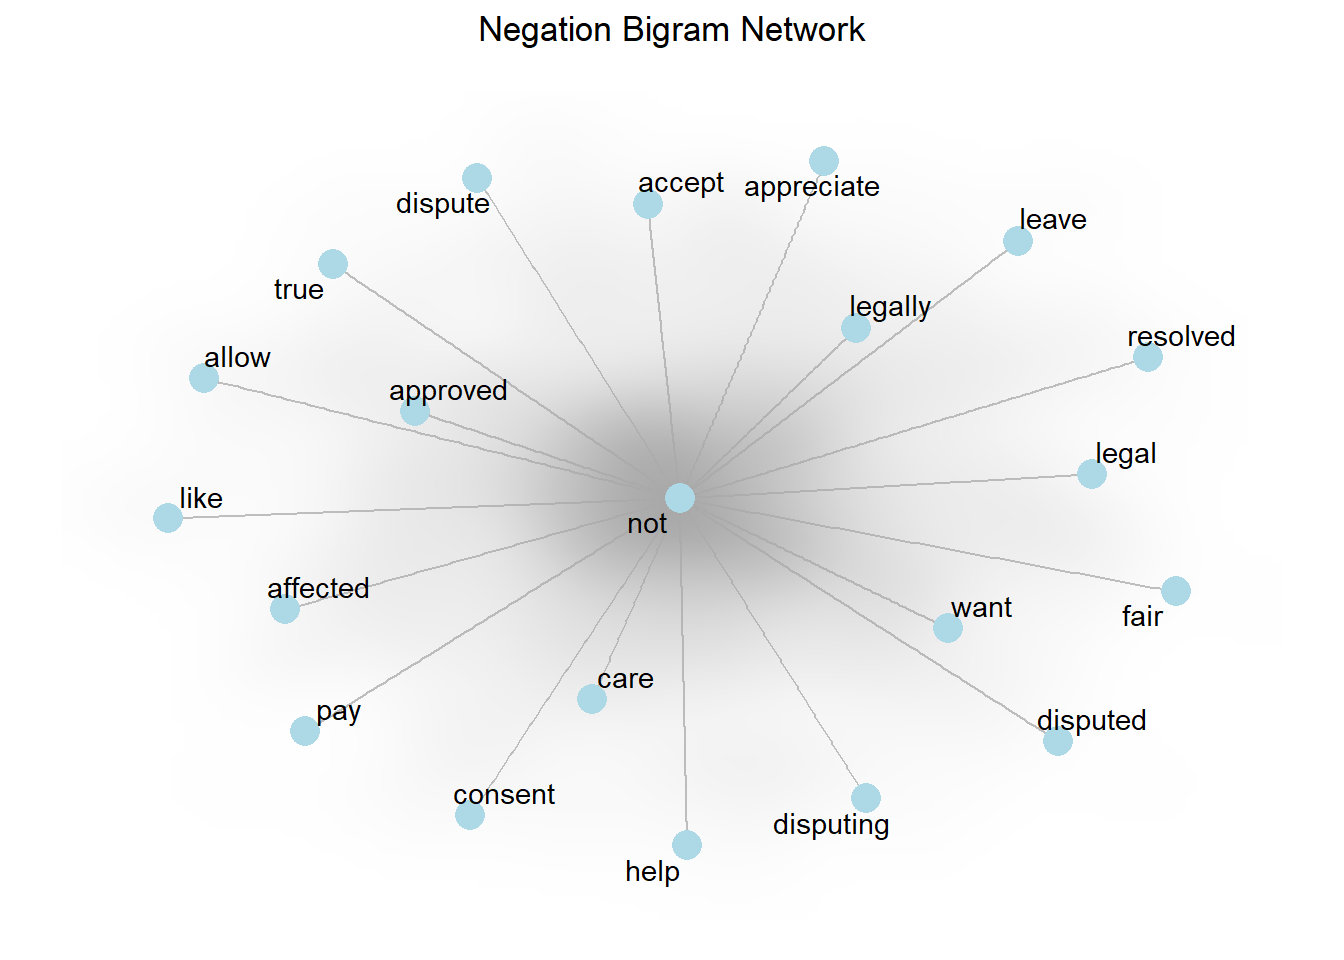 Negation Bigram Network
appreciate
accept
dispute
leave
true
legally
resolved
allow
approved
legal
like
not
affected
want
fair
care
pay
disputed
consent
disputing
help